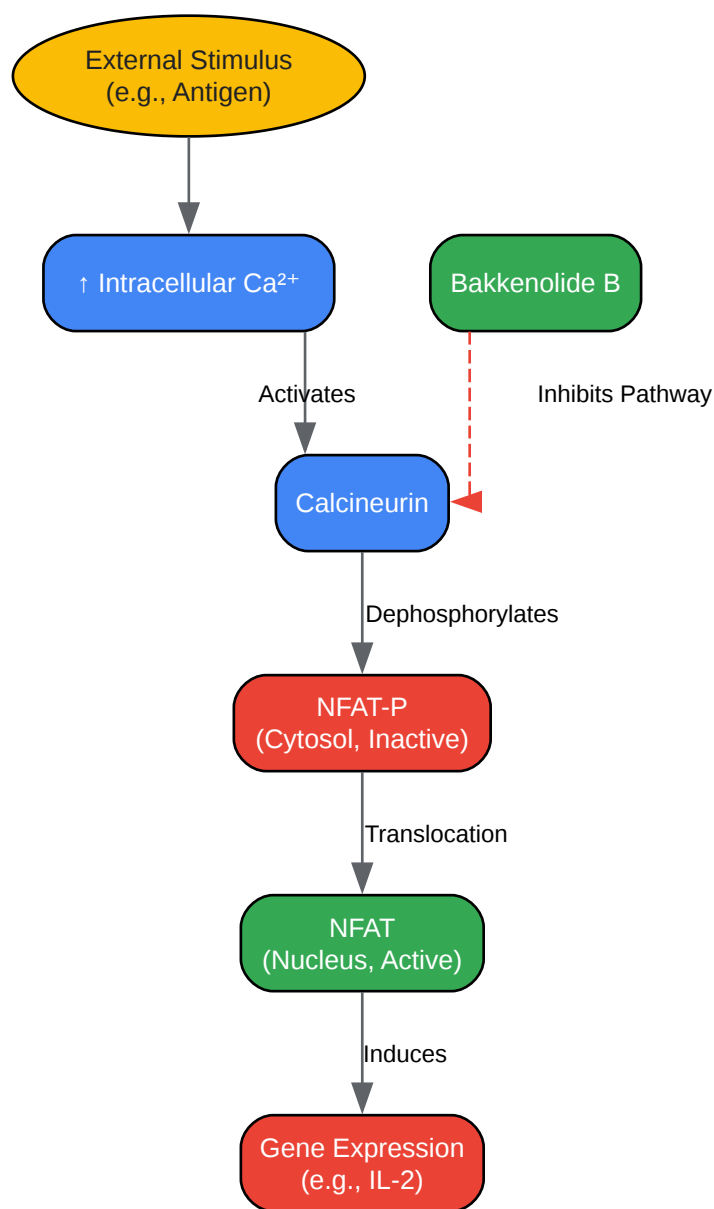 External Stimulus
(e.g., Antigen)
↑ Intracellular Ca²⁺
Bakkenolide B
Activates
Inhibits Pathway
Calcineurin
Dephosphorylates
NFAT-P
(Cytosol, Inactive)
Translocation
NFAT
(Nucleus, Active)
Induces
Gene Expression
(e.g., IL-2)